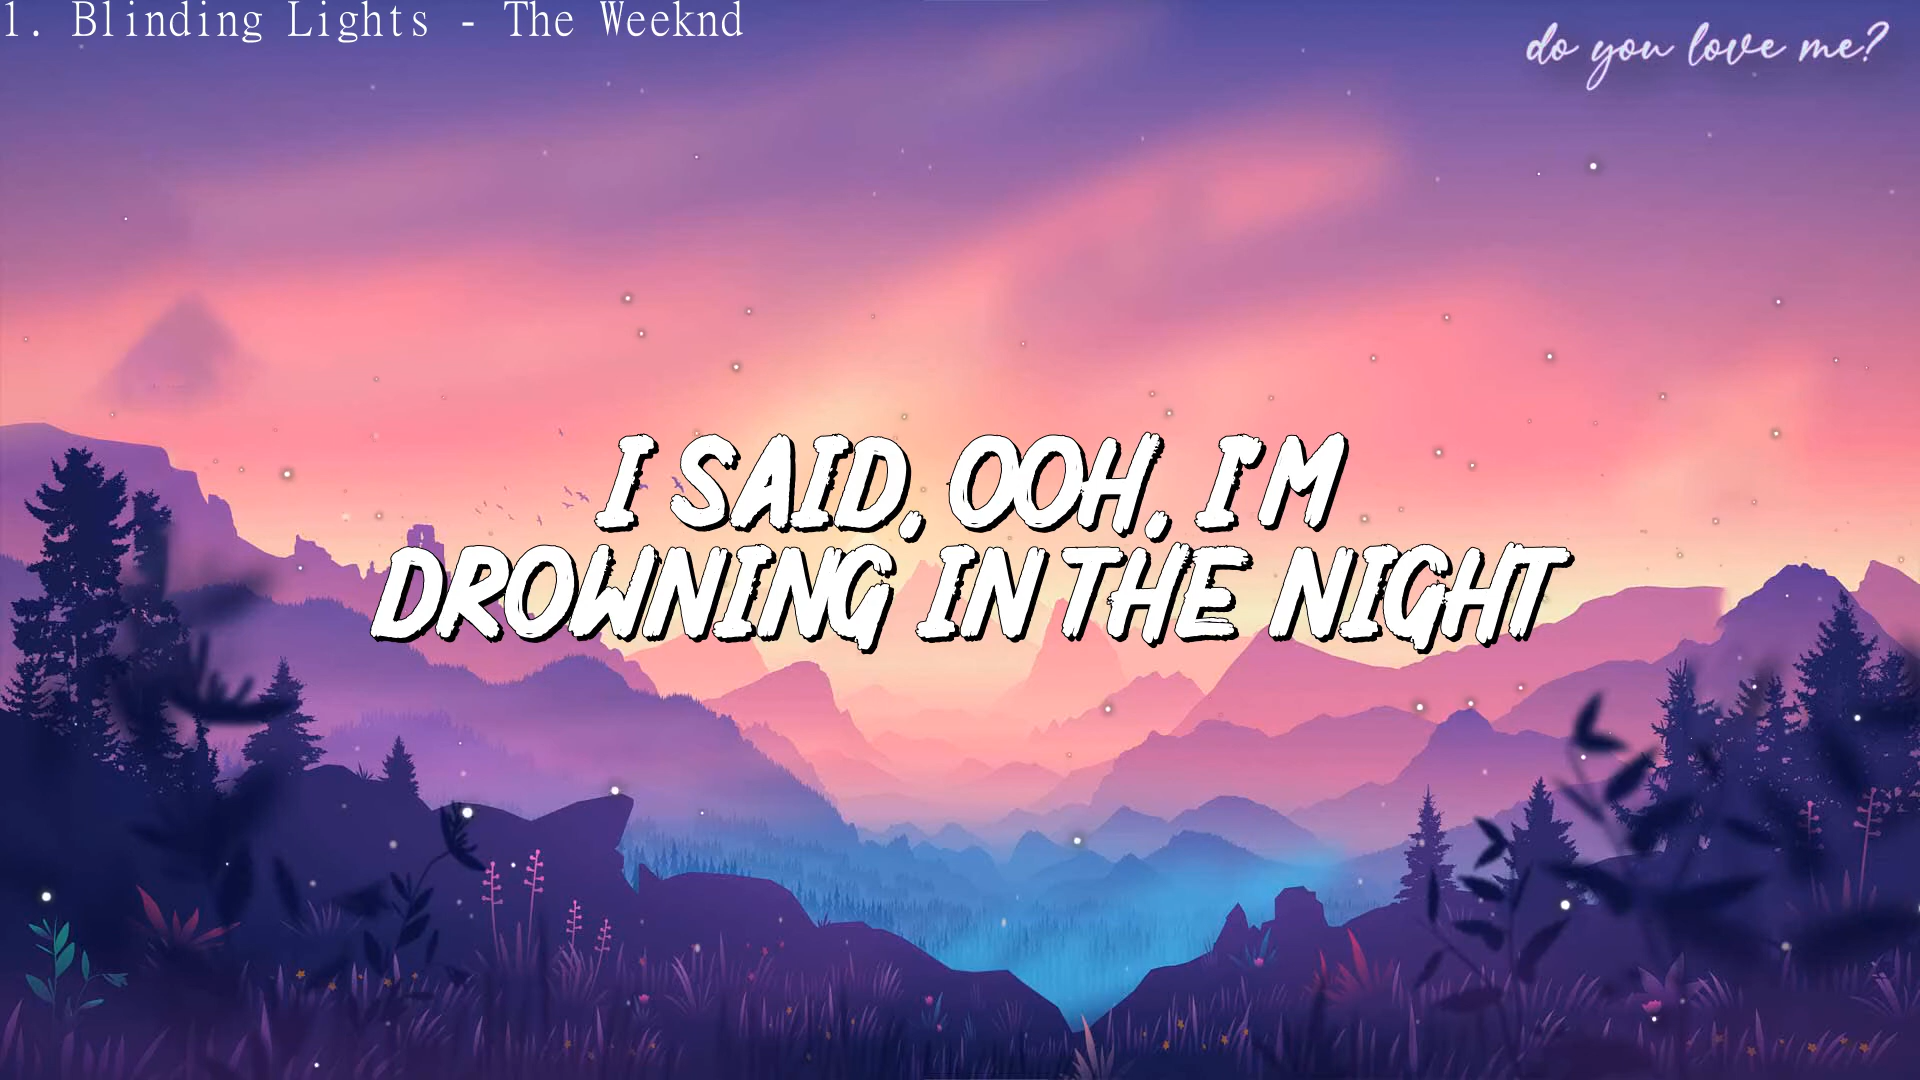 1. Blinding Lights - The Weeknd
do you love me?
I SAID, OOH, I'M
DROWNING IN THE NIGHT